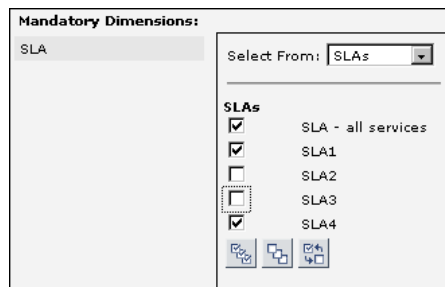 Mandatory Dimensions:
SLA
Select From: SLAs
SLAs
SLA - all services
SLA1
SLA2
SLA3
SLA4